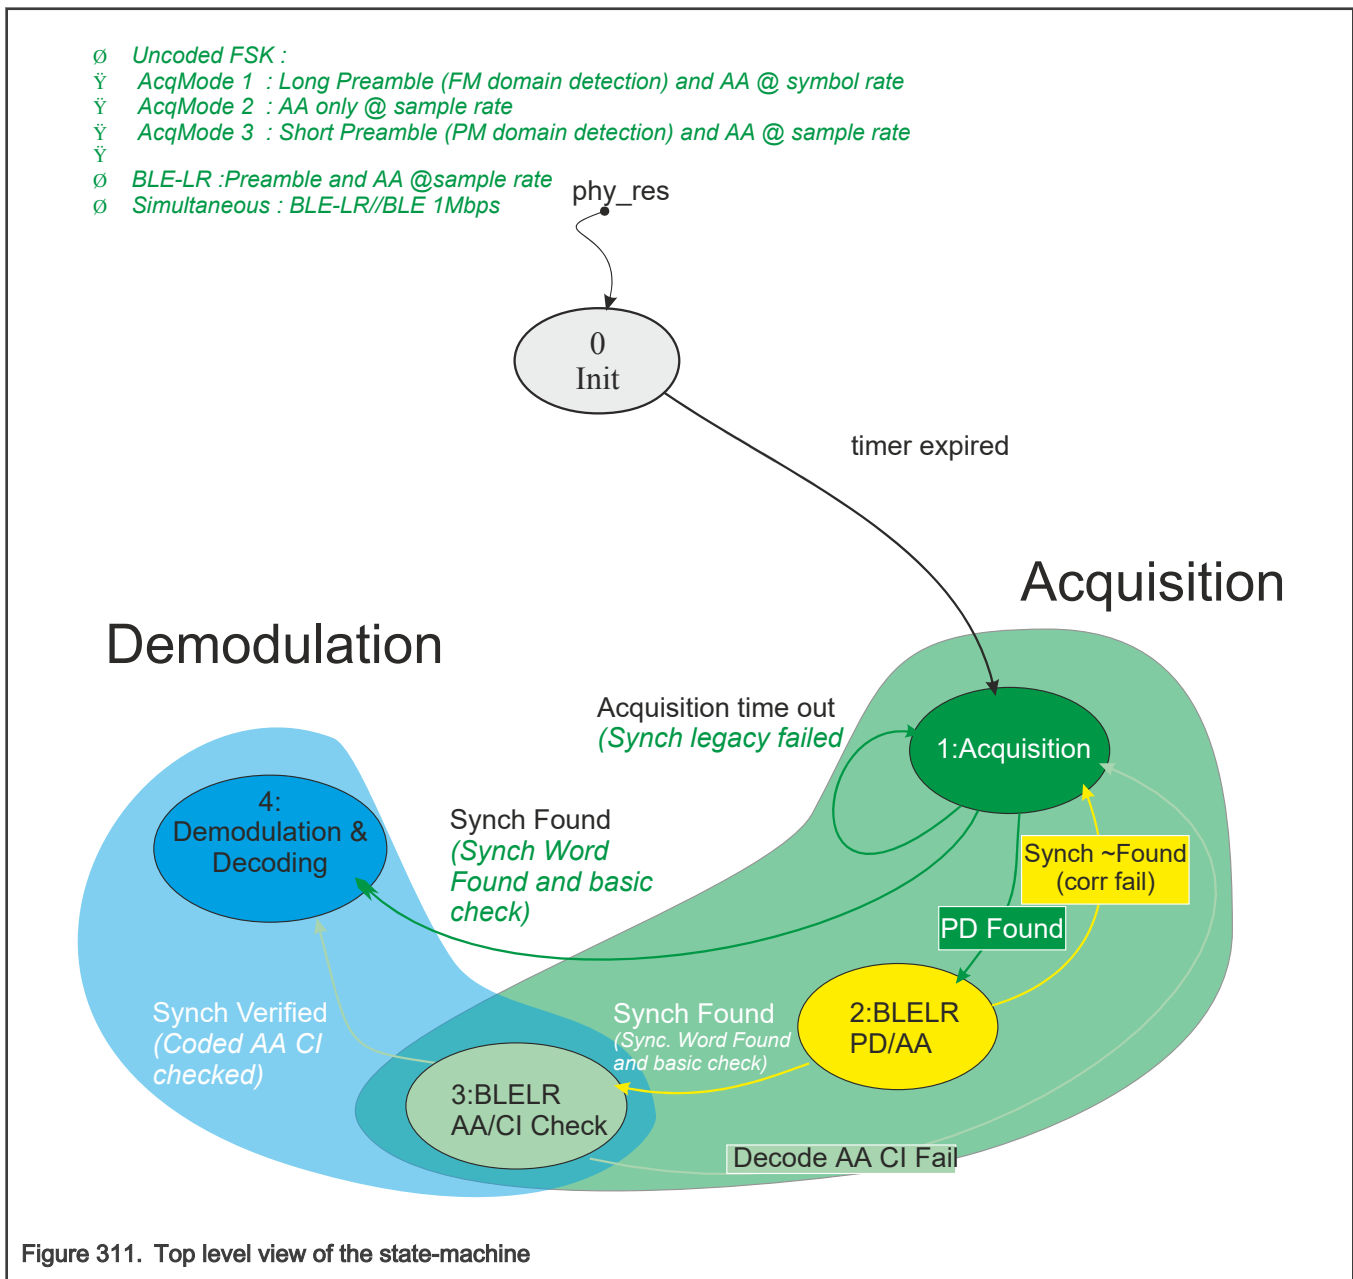 Ø Uncoded FSK :
Ÿ AcqMode 1 : Long Preamble (FM domain detection) and AA @ symbol rate
Ÿ AcqMode 2 : AA only @ sample rate
Ÿ AcqMode 3 : Short Preamble (PM domain detection) and AA @ sample rate
Ÿ
Ø BLE-LR :Preamble and AA @sample rate
Ø Simultaneous : BLE-LR//BLE 1Mbps
phy_res
0
Init
timer expired
Acquisition
Demodulation
Acquisition time out
(Synch legacy failed
1:Acquisition
4:
Demodulation &
Decoding
Synch Found
(Synch Word
Found and basic
check)
Synch ~Found
(corr fail)
PD Found
Synch Verified
(Coded AA CI
checked)
Synch Found
(Sync. Word Found
and basic check)
2:BLELR
PD/AA
3:BLELR
AA/CI Check
Decode AA CI Fail
Figure 311. Top level view of the state-machine